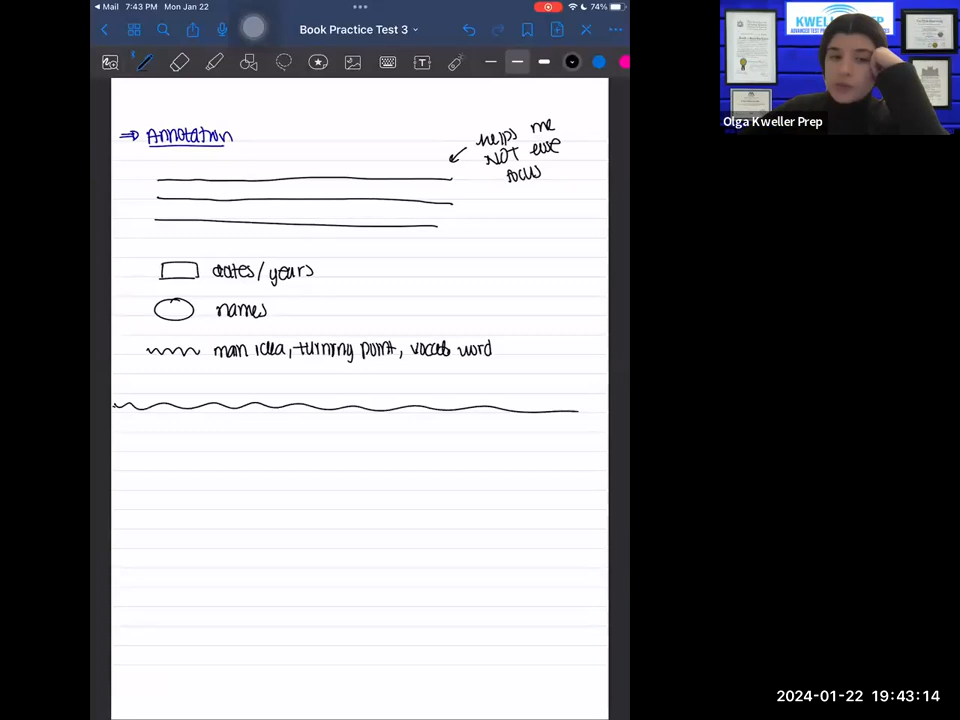 Mail 7:43 PM Mon Jan 22 74%
Book Practice Test 3
KWELLER PREP
Olga Kweller Prep
⇒ Annotation
helps me
NOT lose
focus
dates/years
names
main idea, turning point, vocab word
2024-01-22 19:43:14